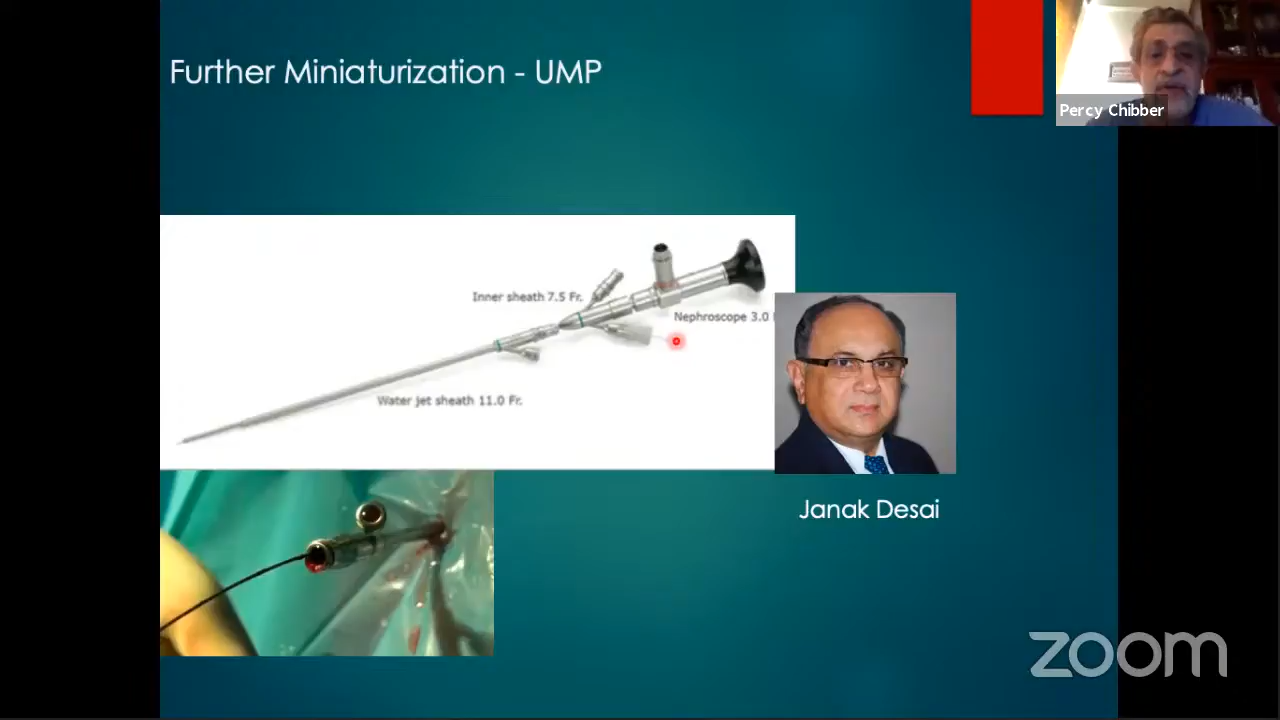 Further Miniaturization - UMP
Percy Chibber
Inner sheath 7.5 Fr.
Nephroscope 3.0
Water jet sheath 11.0 Fr.
Janak Desai
zoom